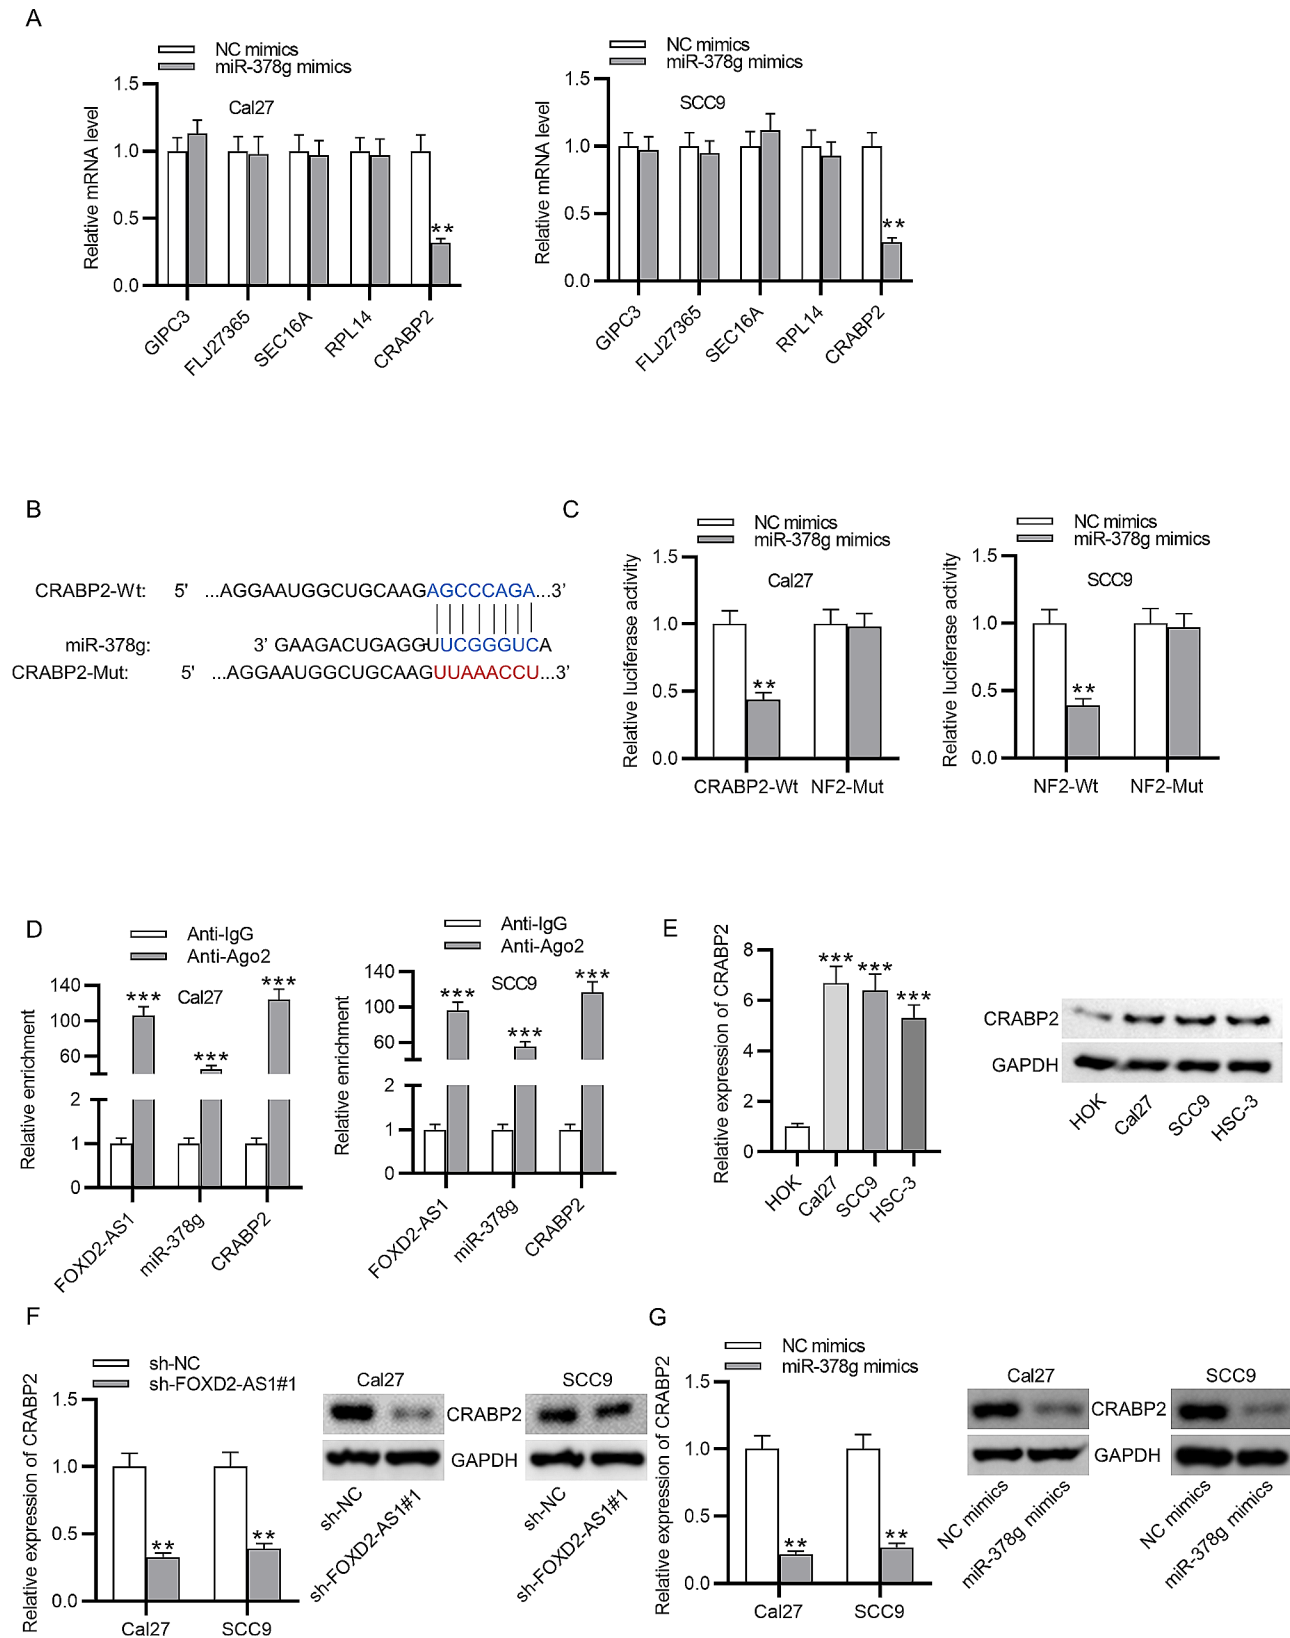 A
NC mimics
miR-378g mimics
Cal27
Relative mRNA level
1.5
1.0
0.5
0.0
**
GIPC3
FLJ27365
SEC16A
RPL14
CRABP2
NC mimics
miR-378g mimics
SCC9
Relative mRNA level
1.5
1.0
0.5
0.0
**
GIPC3
FLJ27365
SEC16A
RPL14
CRABP2
B
CRABP2-Wt: 5' ...AGGAAUGGCUGCAAGAGCCCAGA...3'
miR-378g: 3' GAAGACUGAGGUUCGGGUCA
CRABP2-Mut: 5' ...AGGAAUGGCUGCAAGUUAAACCU...3'
C
NC mimics
miR-378g mimics
Cal27
Relative luciferase activity
1.5
1.0
0.5
0.0
**
CRABP2-Wt NF2-Mut
NC mimics
miR-378g mimics
SCC9
Relative luciferase activity
1.5
1.0
0.5
0.0
**
NF2-Wt NF2-Mut
D
Anti-IgG
Anti-Ago2
Cal27
Relative enrichment
140
100
60
2
1
0
***
***
***
FOXD2-AS1
miR-378g
CRABP2
Anti-IgG
Anti-Ago2
SCC9
Relative enrichment
140
100
60
2
1
0
***
***
***
FOXD2-AS1
miR-378g
CRABP2
E
Relative expression of CRABP2
8
6
4
2
0
***
***
***
HOK
Cal27
SCC9
HSC-3
CRABP2
GAPDH
HOK
Cal27
SCC9
HSC-3
F
sh-NC
sh-FOXD2-AS1#1
Relative expression of CRABP2
1.5
1.0
0.5
0.0
**
**
Cal27 SCC9
Cal27 SCC9
CRABP2
GAPDH
sh-NC
sh-FOXD2-AS1#1
sh-NC
sh-FOXD2-AS1#1
G
NC mimics
miR-378g mimics
Relative expression of CRABP2
1.5
1.0
0.5
0.0
**
**
Cal27 SCC9
Cal27 SCC9
CRABP2
GAPDH
NC mimics
miR-378g mimics
NC mimics
miR-378g mimics